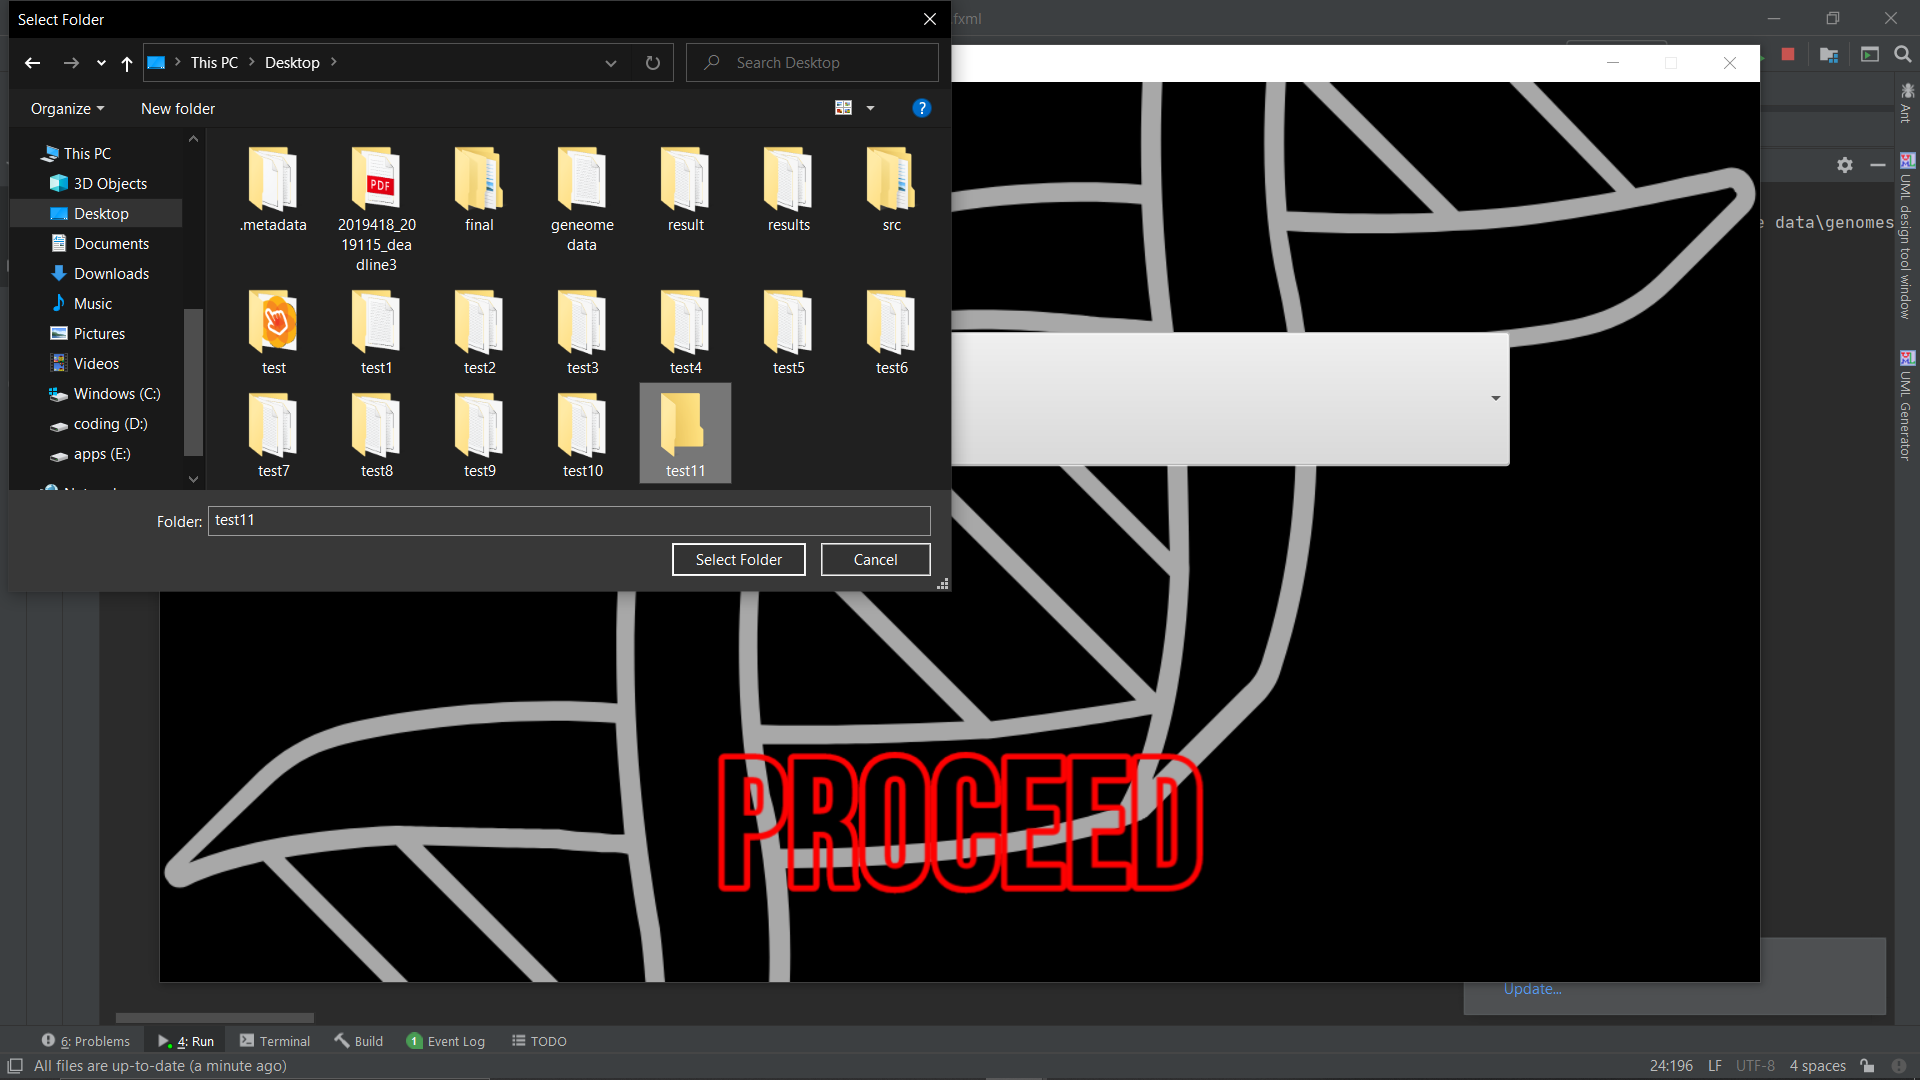 Select Folder
.fxml
This PC
Desktop
Search Desktop
Organize
New folder
?
This PC
3D Objects
Desktop
Documents
Downloads
Music
Pictures
Videos
Windows (C:)
coding (D:)
apps (E:)
.metadata
PDF
2019418_20
19115_dea
dline3
final
geneome
data
result
results
src
test
test1
test2
test3
test4
test5
test6
test7
test8
test9
test10
test11
Folder:
test11
Select Folder
Cancel
data\genomes
Ant
UML design tool window
UML Generator
PROCEED
Update...
6: Problems
4: Run
Terminal
Build
1
Event Log
TODO
All files are up-to-date (a minute ago)
24:196
LF
UTF-8
4 spaces